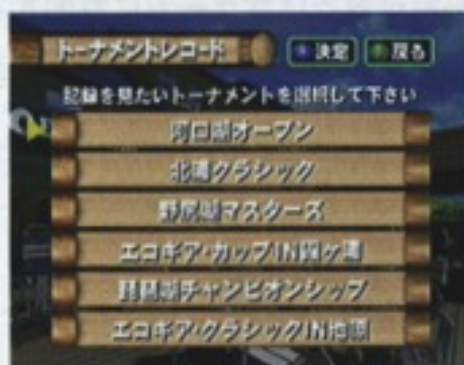 トーナメントレコード 決定 戻る
記録を見たいトーナメントを選択して下さい
河口湖オープン
北浦クラシック
野尻湖マスターズ
エコギア・カップIN霞ヶ浦
琵琶湖チャンピオンシップ
エコギア・クラシックIN池原